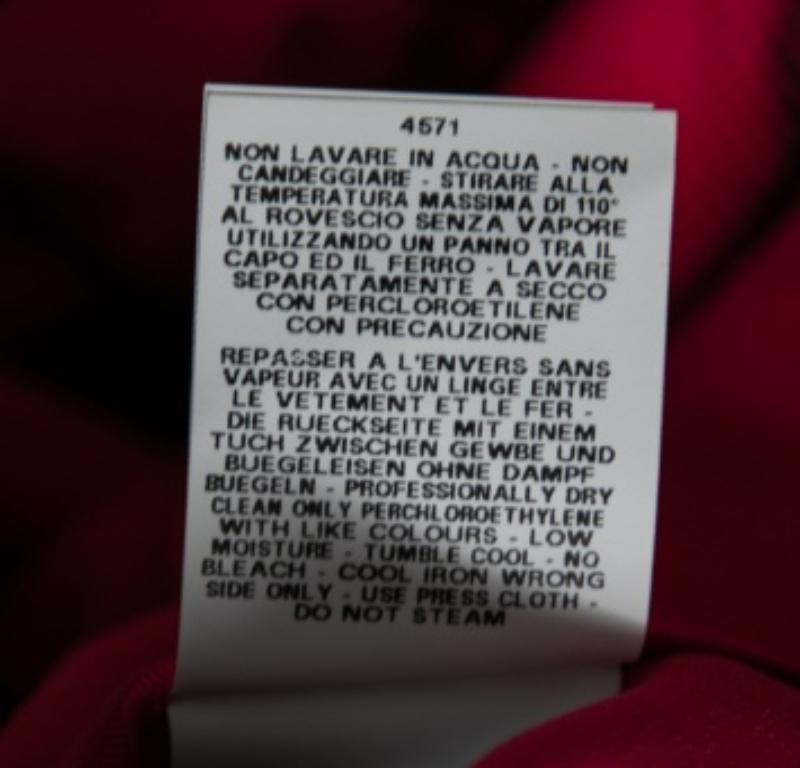 4571
NON LAVARE IN ACQUA - NON
CANDEGGIARE - STIRARE ALLA
TEMPERATURA MASSIMA DI 110°
AL ROVESCIO SENZA VAPORE
UTILIZZANDO UN PANNO TRA IL
CAPO ED IL FERRO - LAVARE
SEPARATAMENTE A SECCO
CON PERCLOROETILENE
CON PRECAUZIONE
REPASSER A L'ENVERS SANS
VAPEUR AVEC UN LINGE ENTRE
LE VETEMENT ET LE FER -
DIE RUECKSEITE MIT EINEM
TUCH ZWISCHEN GEWBE UND
BUEGELEISEN OHNE DAMPF
BUEGELN - PROFESSIONALLY DRY
CLEAN ONLY PERCHLOROETHYLENE
WITH LIKE COLOURS - LOW
MOISTURE - TUMBLE COOL - NO
BLEACH - COOL IRON WRONG
SIDE ONLY - USE PRESS CLOTH -
DO NOT STEAM